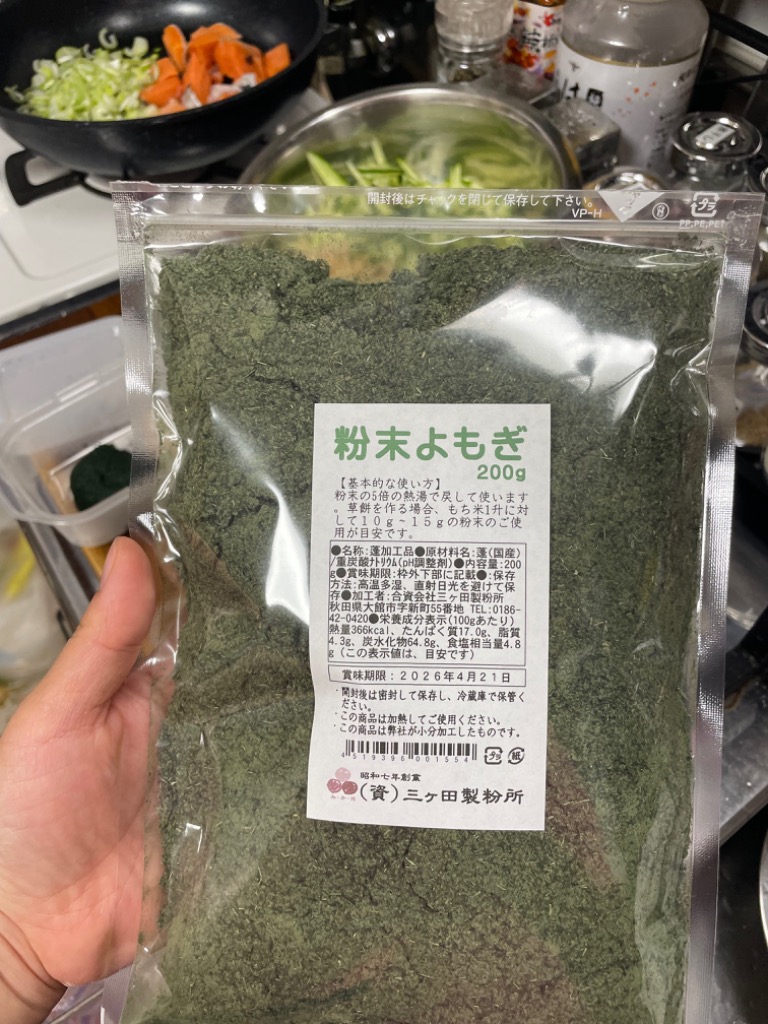 開封後はチャックを閉じて保存して下さい。
VP-H
プラ
PP,PE,PET
粉末よもぎ
200g
【基本的な使い方】
粉末の5倍の熱湯で戻して使います
。草餅を作る場合、もち米1升に対
して10g~15gの粉末のご使
用が目安です。
●名称:蓬加工品●原材料名:蓬(国産)
/重炭酸ナトリウム(pH調整剤)●内容量:200
g●賞味期限:枠外下部に記載●:保存
方法:高温多湿、直射日光を避けて保
存●加工者:合資会社三ヶ田製粉所
秋田県大館市字新町55番地 TEL:0186-
42-0420●栄養成分表示(100gあたり)
熱量366kcal、たんぱく質17.0g、脂質
4.3g、炭水化物64.8g、食塩相当量4.8
g(この表示値は、目安です)
賞味期限:2026年4月21日
・開封後は密封して保存し、冷蔵庫で保管く
ださい。
・この商品は加熱してご使用ください。
・この商品は弊社が小分加工したものです。
4519396001554
プラ
紙
昭和七年創業
(資)三ヶ田製粉所